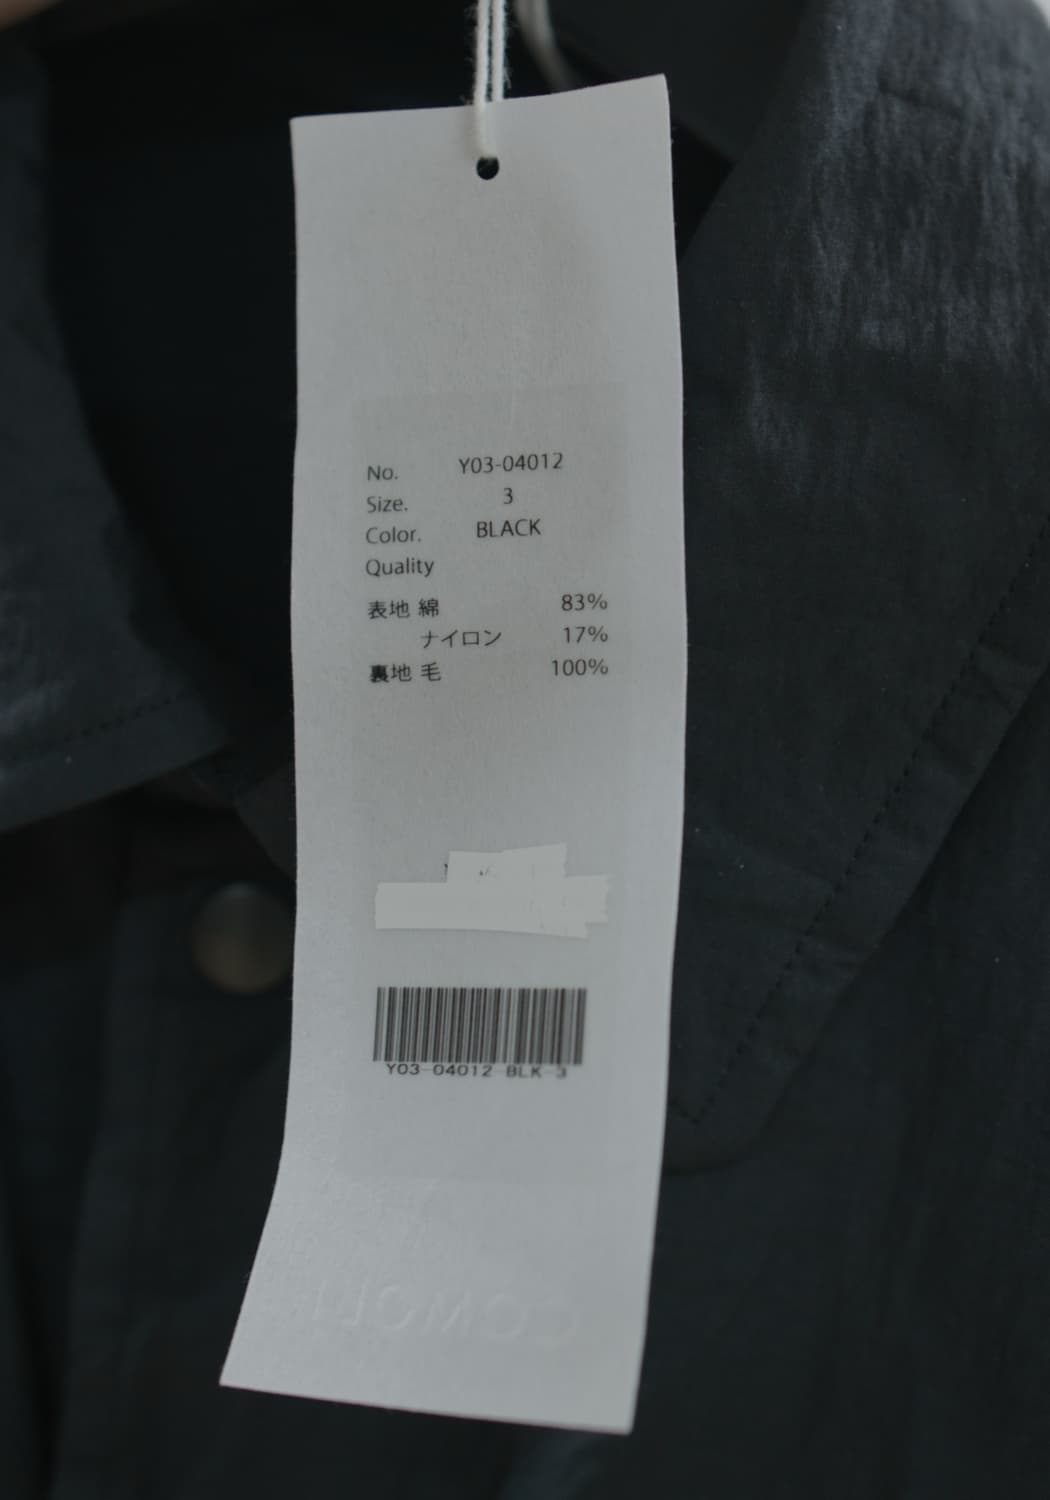 No. Y03-04012
Size. 3
Color. BLACK
Quality
表地 綿 83%
ナイロン 17%
裏地 毛 100%
Y03-04012-BLK-3
COMOLI